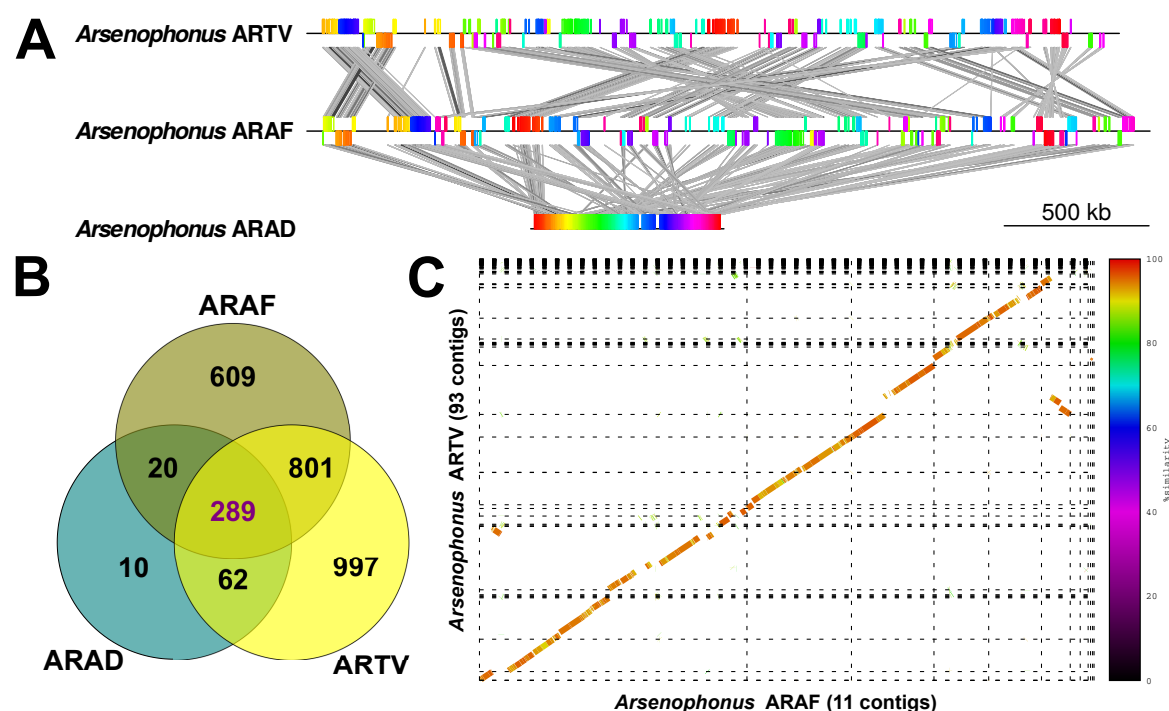 A
Arsenophonus ARTV
Arsenophonus ARAF
Arsenophonus ARAD
500 kb
B
ARAF
609
20
801
289
10
62
997
ARAD
ARTV
C
Arsenophonus ARTV (93 contigs)
Arsenophonus ARAF (11 contigs)
100
80
60
40
20
0
%similarity